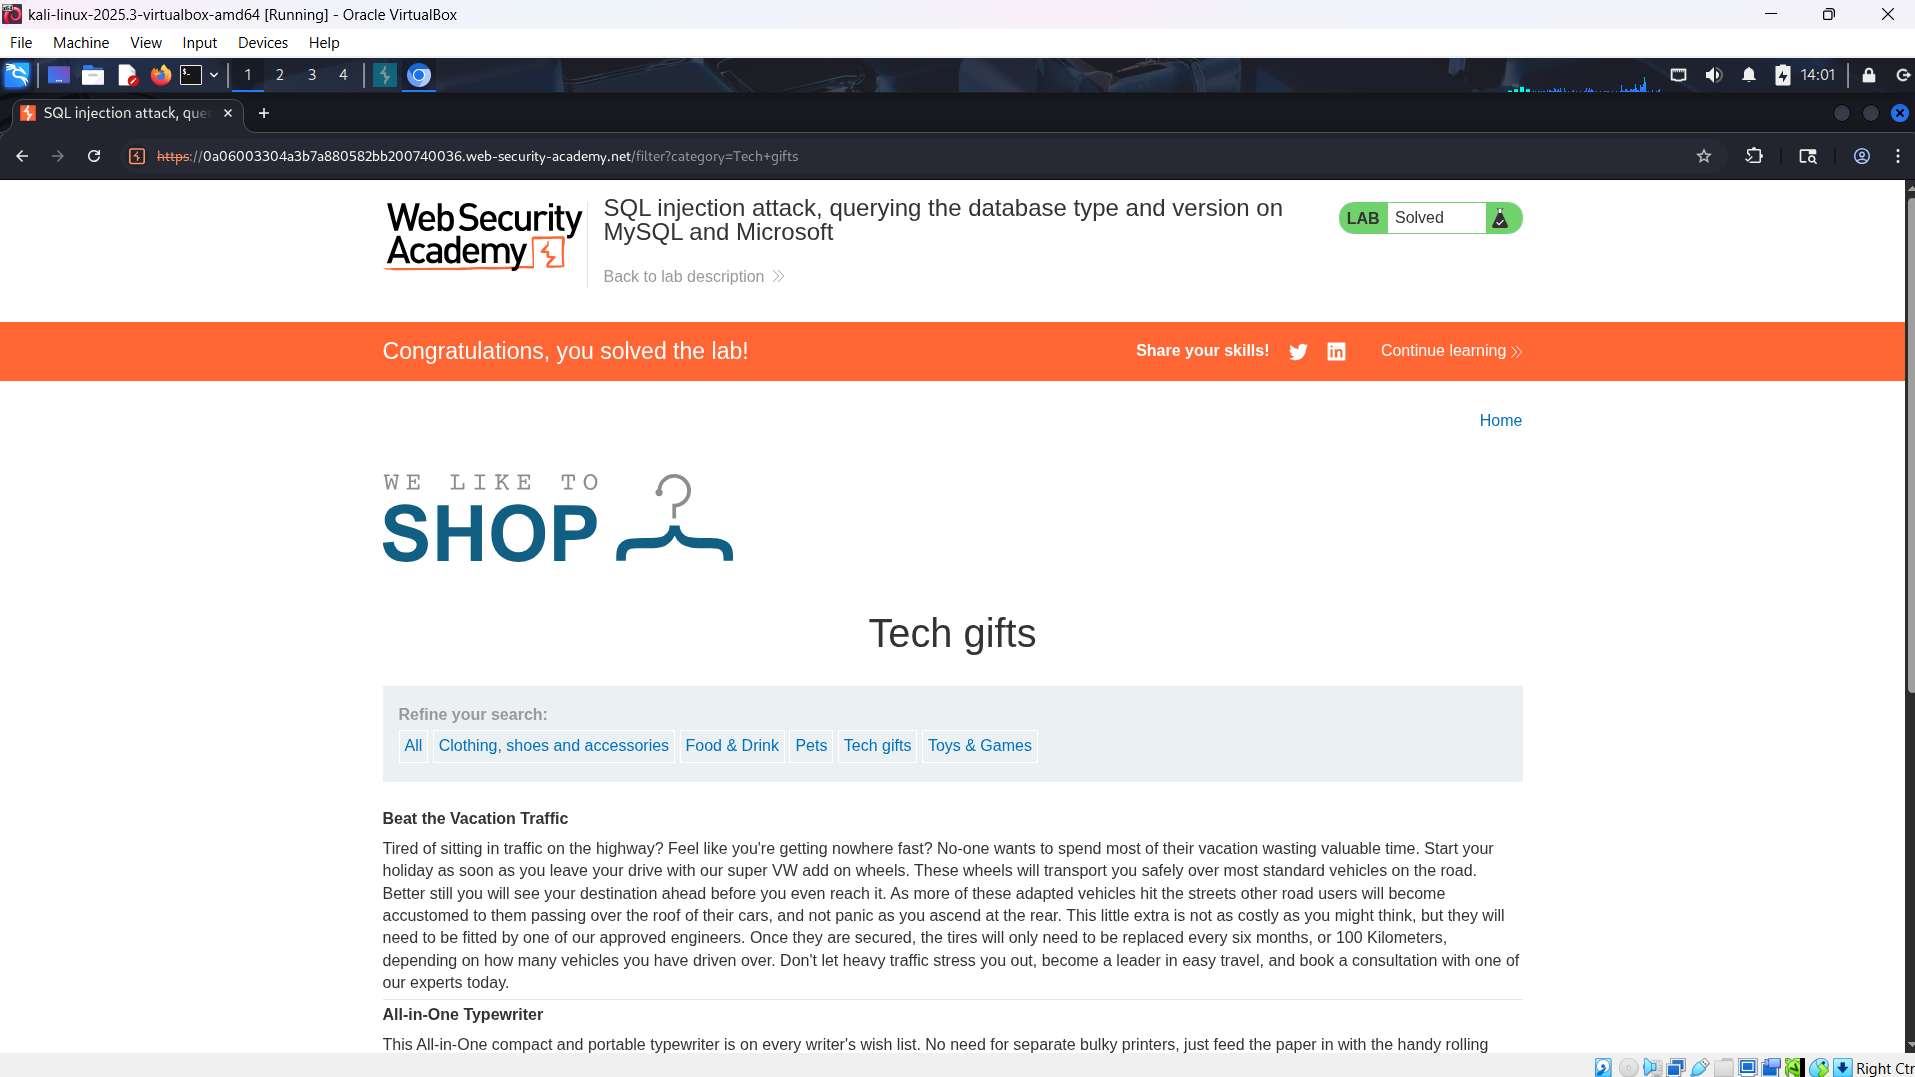 kali-linux-2025.3-virtualbox-amd64 [Running] - Oracle VirtualBox
File Machine View Input Devices Help
1 2 3 4 14:01
SQL injection attack, quer
https://0a06003304a3b7a880582bb200740036.web-security-academy.net/filter?category=Tech+gifts
WebSecurity
Academy
SQL injection attack, querying the database type and version on
MySQL and Microsoft
LAB Solved
Back to lab description
Congratulations, you solved the lab!
Share your skills!
Continue learning
Home
WE LIKE TO
SHOP
Tech gifts
Refine your search:
All Clothing, shoes and accessories Food & Drink Pets Tech gifts Toys & Games
Beat the Vacation Traffic
Tired of sitting in traffic on the highway? Feel like you're getting nowhere fast? No-one wants to spend most of their vacation wasting valuable time. Start your
holiday as soon as you leave your drive with our super VW add on wheels. These wheels will transport you safely over most standard vehicles on the road.
Better still you will see your destination ahead before you even reach it. As more of these adapted vehicles hit the streets other road users will become
accustomed to them passing over the roof of their cars, and not panic as you ascend at the rear. This little extra is not as costly as you might think, but they will
need to be fitted by one of our approved engineers. Once they are secured, the tires will only need to be replaced every six months, or 100 Kilometers,
depending on how many vehicles you have driven over. Don't let heavy traffic stress you out, become a leader in easy travel, and book a consultation with one of
our experts today.
All-in-One Typewriter
This All-in-One compact and portable typewriter is on every writer's wish list. No need for separate bulky printers, just feed the paper in with the handy rolling
Right Ctr